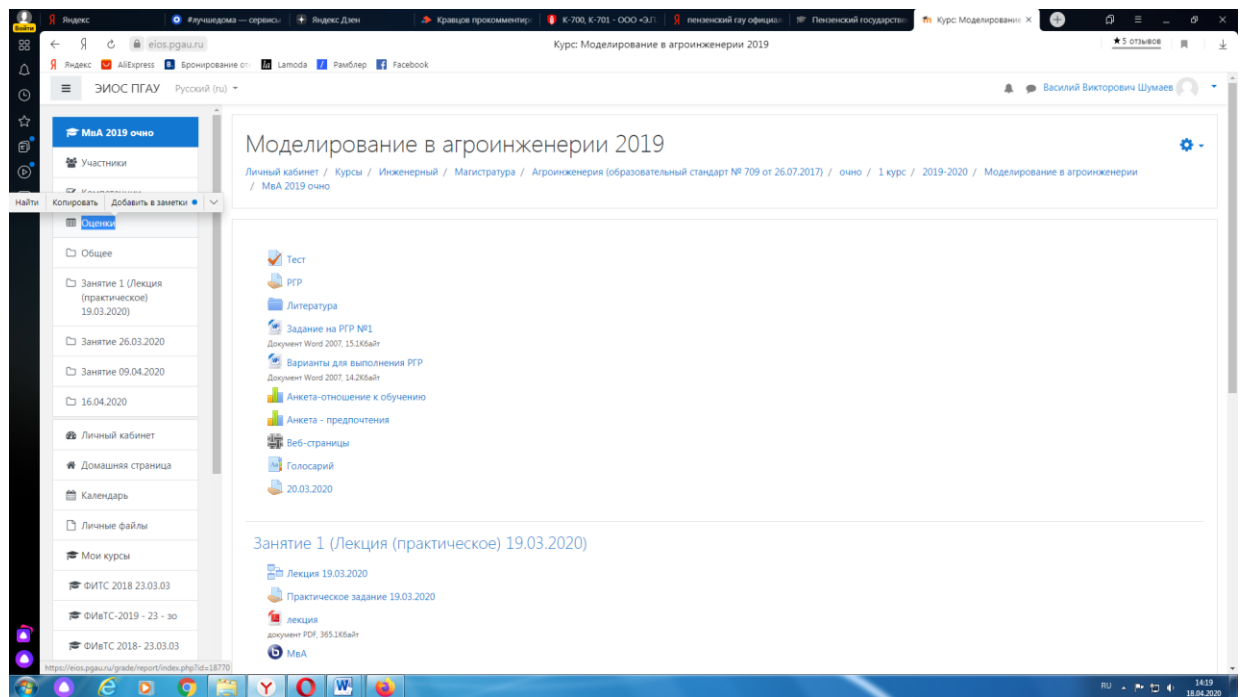 Яндекс
#лучшедома — сервисы
Яндекс Дзен
Кравцов прокомментир
К-700, К-701 - ООО «Э.Л
пензенский гау официал
Пензенский государстве
Курс: Моделирование
Войти
eios.pgau.ru
Курс: Моделирование в агроинженерии 2019
★ 5 отзывов
Яндекс
AliExpress
Бронирование от
Lamoda
Рамблер
Facebook
ЭИОС ПГАУ
Русский (ru)
Василий Викторович Шумаев
МвА 2019 очно
Участники
Компетенции
Найти
Копировать
Добавить в заметки
Оценки
Общее
Занятие 1 (Лекция
(практическое)
19.03.2020)
Занятие 26.03.2020
Занятие 09.04.2020
16.04.2020
Личный кабинет
Домашняя страница
Календарь
Личные файлы
Мои курсы
ФИТС 2018 23.03.03
ФИвТС-2019 - 23 - зо
ФИвТС 2018- 23.03.03
https://eios.pgau.ru/grade/report/index.php?id=18770
Моделирование в агроинженерии 2019
Личный кабинет / Курсы / Инженерный / Магистратура / Агроинженерия (образовательный стандарт № 709 от 26.07.2017) / очно / 1 курс / 2019-2020 / Моделирование в агроинженерии
/ МвА 2019 очно
Тест
РГР
Литература
Задание на РГР №1
Документ Word 2007, 15.1Кбайт
Варианты для выполнения РГР
Документ Word 2007, 14.2Кбайт
Анкета-отношение к обучению
Анкета - предпочтения
Веб-страницы
Голосарий
20.03.2020
Занятие 1 (Лекция (практическое) 19.03.2020)
Лекция 19.03.2020
Практическое задание 19.03.2020
лекция
документ PDF, 365.1Кбайт
МвА
RU
14:19
18.04.2020